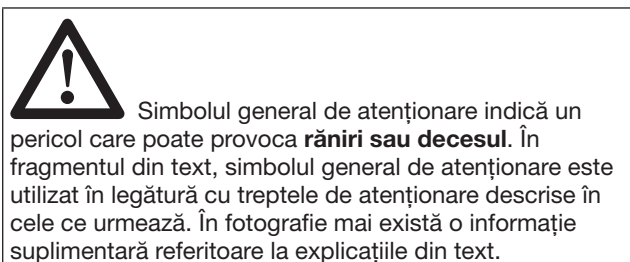 Simbolul general de atenționare indică un
pericol care poate provoca răniri sau decesul. În
fragmentul din text, simbolul general de atenționare este
utilizat în legătură cu treptele de atenționare descrise în
cele ce urmează. În fotografie mai există o informație
suplimentară referitoare la explicațiile din text.